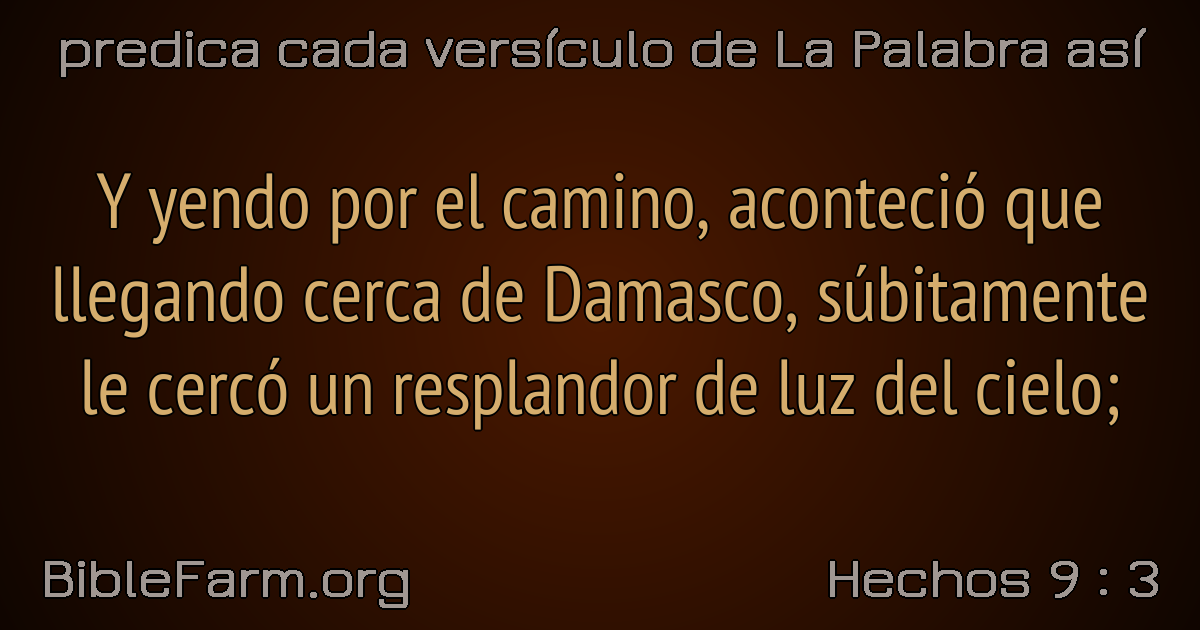 predica cada versículo de La Palabra así
Y yendo por el camino, aconteció que
llegando cerca de Damasco, súbitamente
le cercó un resplandor de luz del cielo;
BibleFarm.org
Hechos 9 : 3